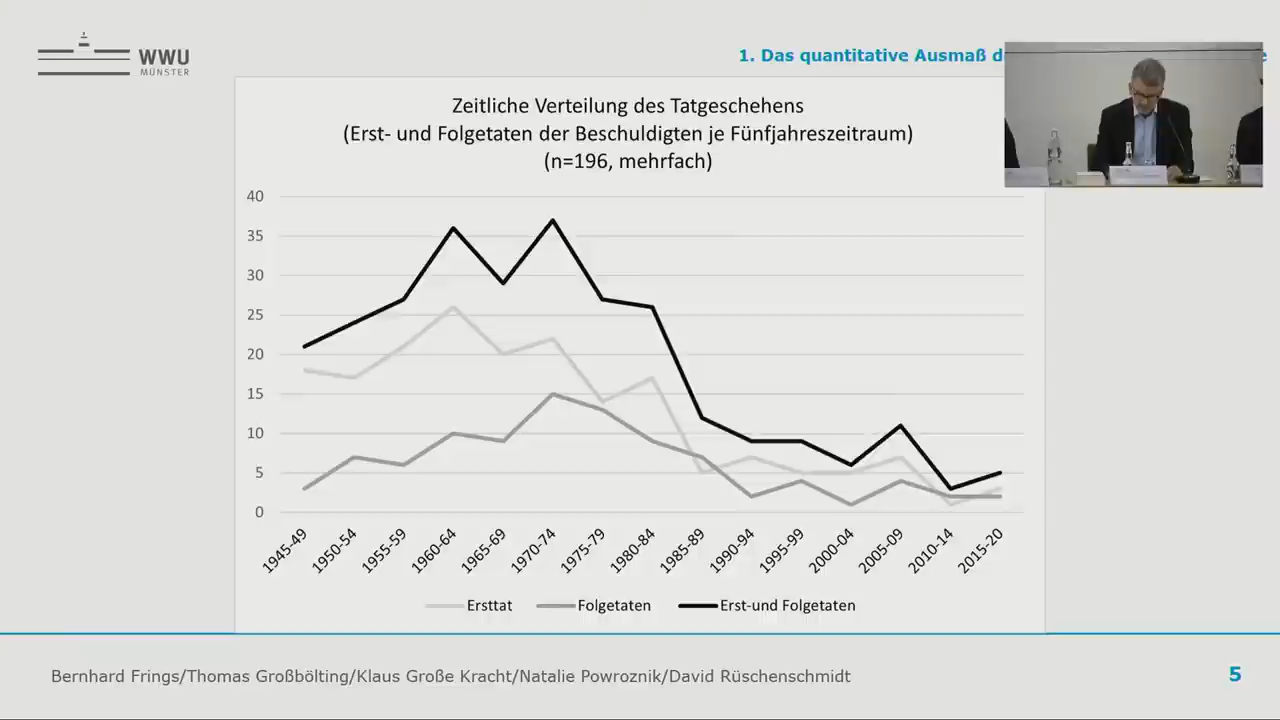 WWU
MÜNSTER
1. Das quantitative Ausmaß
Zeitliche Verteilung des Tatgeschehens
(Erst- und Folgetaten der Beschuldigten je Fünfjahreszeitraum)
(n=196, mehrfach)
40
35
30
25
20
15
10
5
0
1945-49
1950-54
1955-59
1960-64
1965-69
1970-74
1975-79
1980-84
1985-89
1990-94
1995-99
2000-04
2005-09
2010-14
2015-20
Ersttat
Folgetaten
Erst-und Folgetaten
Bernhard Frings/Thomas Großbölting/Klaus Große Kracht/Natalie Powroznik/David Rüschenschmidt
5